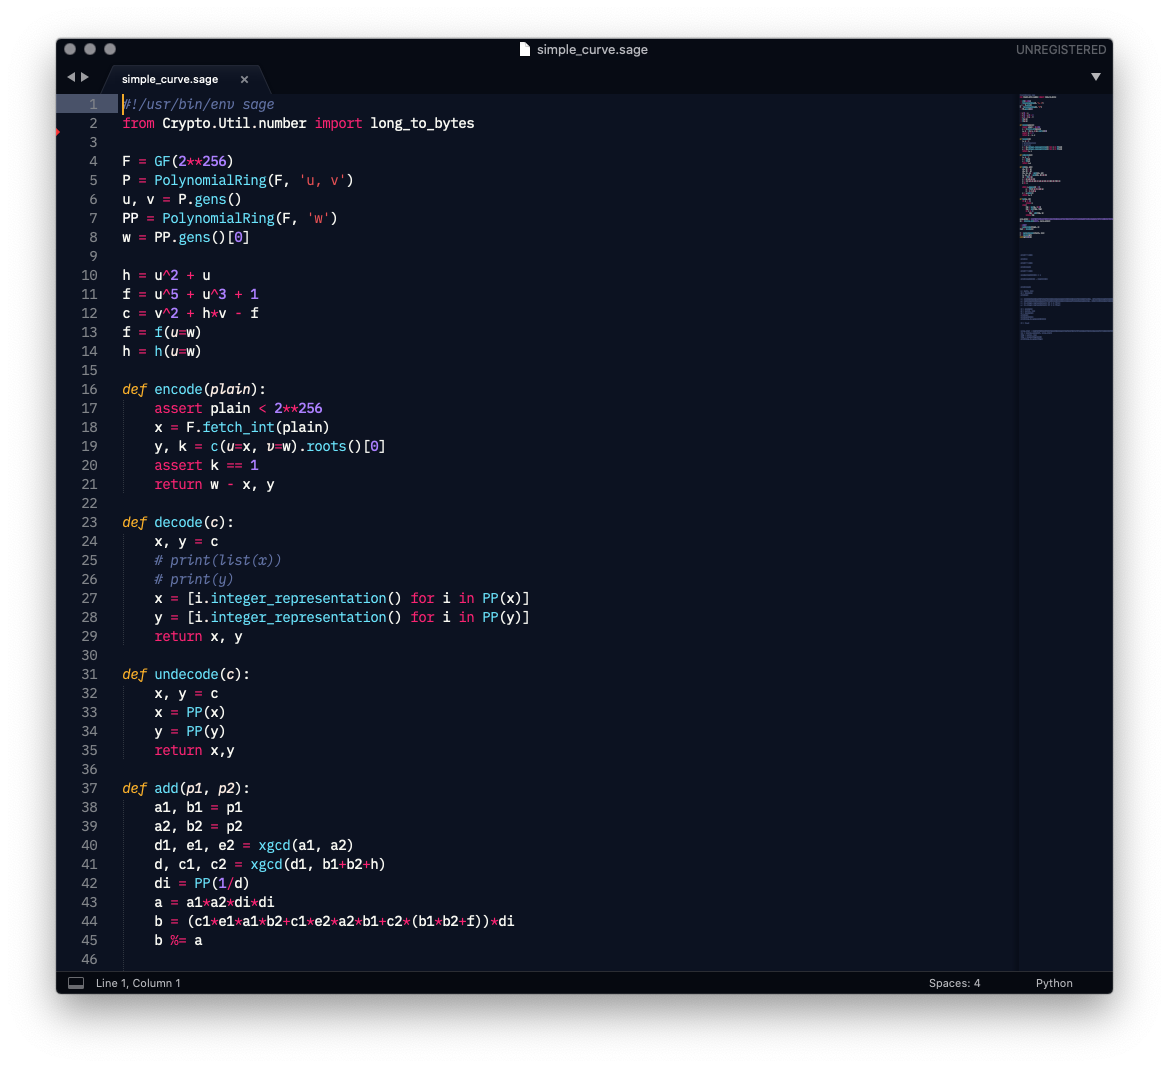 simple_curve.sage
UNREGISTERED
simple_curve.sage ×
1 #!/usr/bin/env sage
2 from Crypto.Util.number import long_to_bytes
3
4 F = GF(2**256)
5 P = PolynomialRing(F, 'u, v')
6 u, v = P.gens()
7 PP = PolynomialRing(F, 'w')
8 w = PP.gens()[0]
9
10 h = u^2 + u
11 f = u^5 + u^3 + 1
12 c = v^2 + h*v - f
13 f = f(u=w)
14 h = h(u=w)
15
16 def encode(plain):
17     assert plain < 2**256
18     x = F.fetch_int(plain)
19     y, k = c(u=x, v=w).roots()[0]
20     assert k == 1
21     return w - x, y
22
23 def decode(c):
24     x, y = c
25     # print(list(x))
26     # print(y)
27     x = [i.integer_representation() for i in PP(x)]
28     y = [i.integer_representation() for i in PP(y)]
29     return x, y
30
31 def undecode(c):
32     x, y = c
33     x = PP(x)
34     y = PP(y)
35     return x,y
36
37 def add(p1, p2):
38     a1, b1 = p1
39     a2, b2 = p2
40     d1, e1, e2 = xgcd(a1, a2)
41     d, c1, c2 = xgcd(d1, b1+b2+h)
42     di = PP(1/d)
43     a = a1*a2*di*di
44     b = (c1*e1*a1*b2+c1*e2*a2*b1+c2*(b1*b2+f))*di
45     b %= a
46
Line 1, Column 1
Spaces: 4
Python